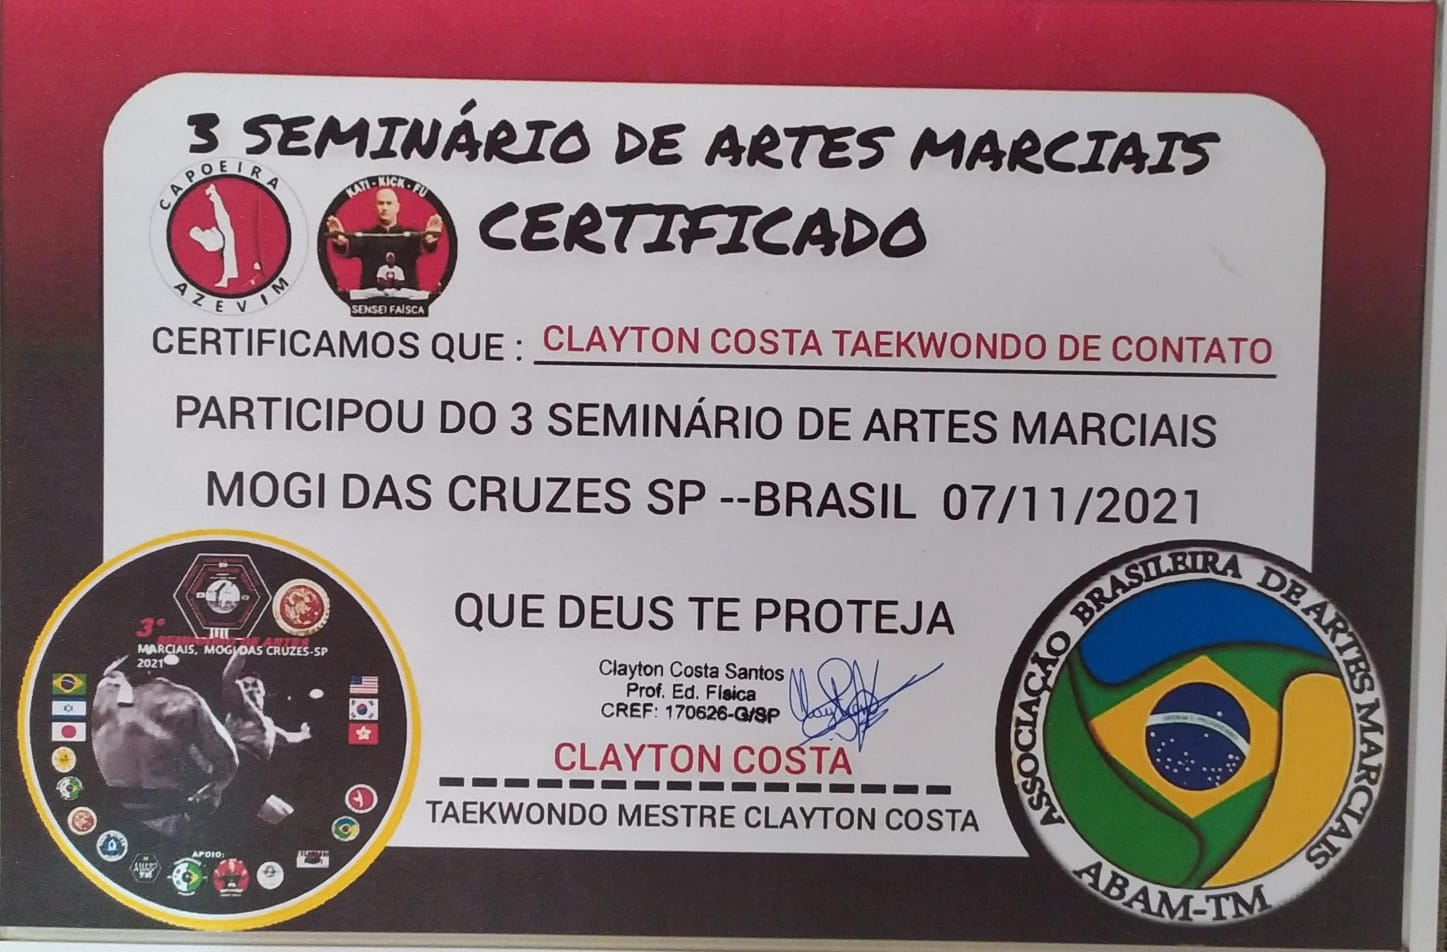 3 SEMINÁRIO DE ARTES MARCIAIS
CERTIFICADO
CAPOEIRA
AZEVIM
KATI-KICK-FU
SENSEI FAÍSCA
CERTIFICAMOS QUE : CLAYTON COSTA TAEKWONDO DE CONTATO
PARTICIPOU DO 3 SEMINÁRIO DE ARTES MARCIAIS
MOGI DAS CRUZES SP --BRASIL 07/11/2021
QUE DEUS TE PROTEJA
3°
SEMINÁRIO DE ARTES
MARCIAIS, MOGI DAS CRUZES-SP
2021
APOIO:
Clayton Costa Santos
Prof. Ed. Física
CREF: 170626-G/SP
CLAYTON COSTA
TAEKWONDO MESTRE CLAYTON COSTA
ASSOCIAÇÃO BRASILEIRA DE ARTES MARCIAIS
ABAM-TM